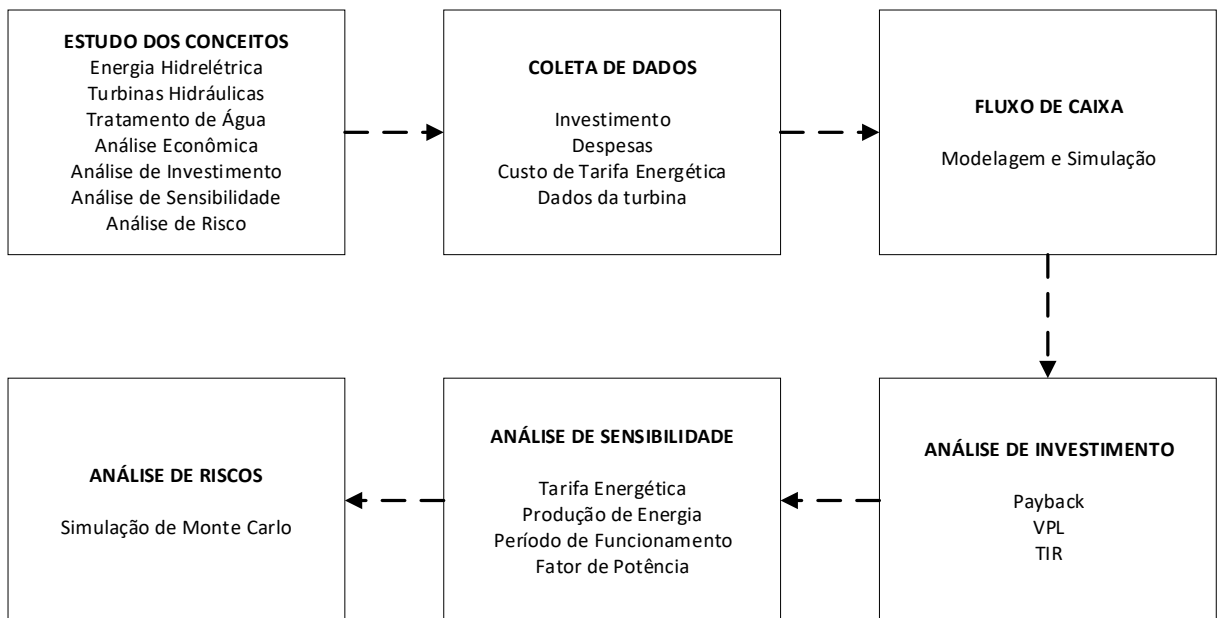 ESTUDO DOS CONCEITOS
Energia Hidrelétrica
Turbinas Hidráulicas
Tratamento de Água
Análise Econômica
Análise de Investimento
Análise de Sensibilidade
Análise de Risco
COLETA DE DADOS
Investimento
Despesas
Custo de Tarifa Energética
Dados da turbina
FLUXO DE CAIXA
Modelagem e Simulação
ANÁLISE DE INVESTIMENTO
Payback
VPL
TIR
ANÁLISE DE SENSIBILIDADE
Tarifa Energética
Produção de Energia
Período de Funcionamento
Fator de Potência
ANÁLISE DE RISCOS
Simulação de Monte Carlo